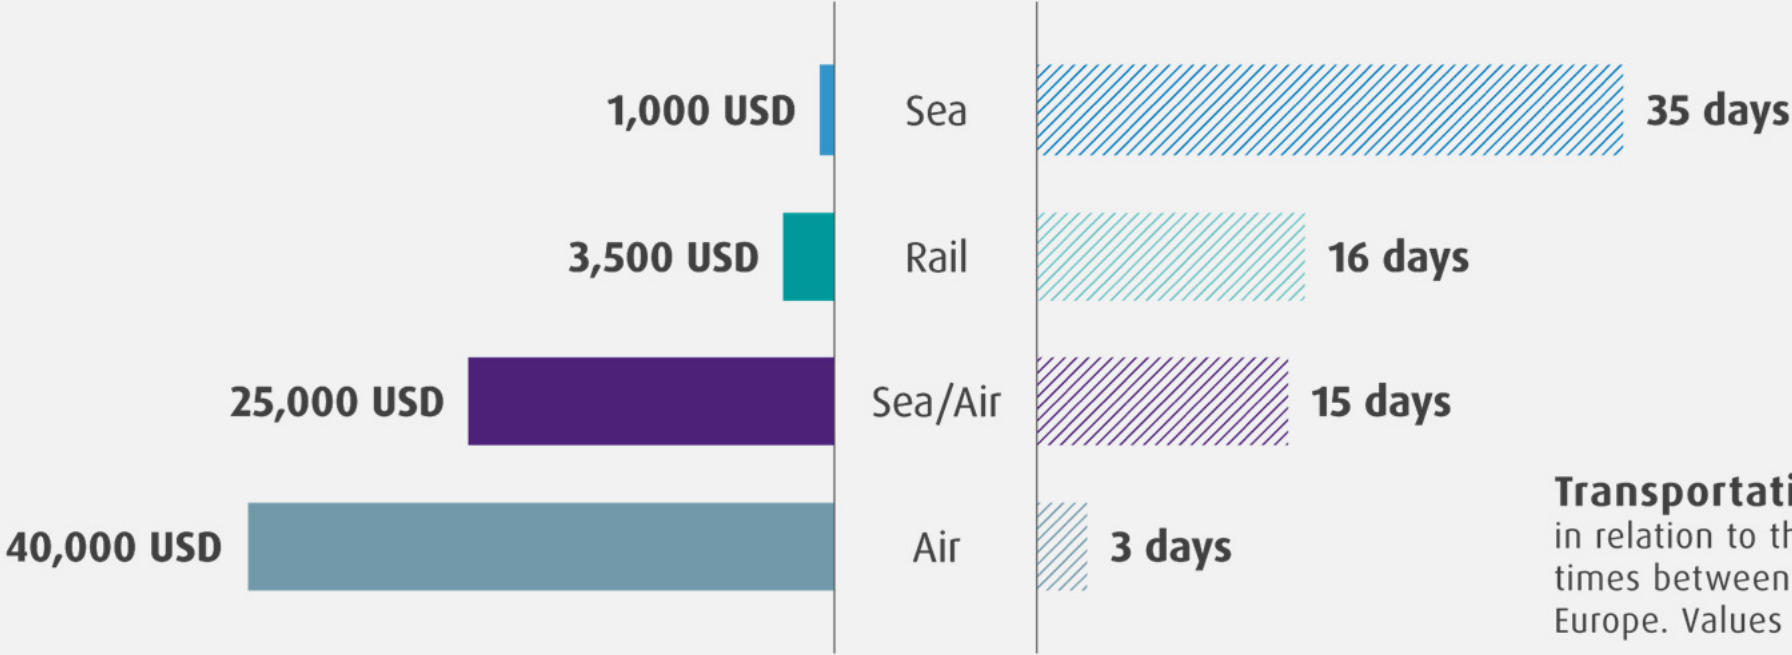 1,000 USD Sea 35 days
3,500 USD Rail 16 days
25,000 USD Sea/Air 15 days
40,000 USD Air 3 days
in relation to
times between
Europe. Values